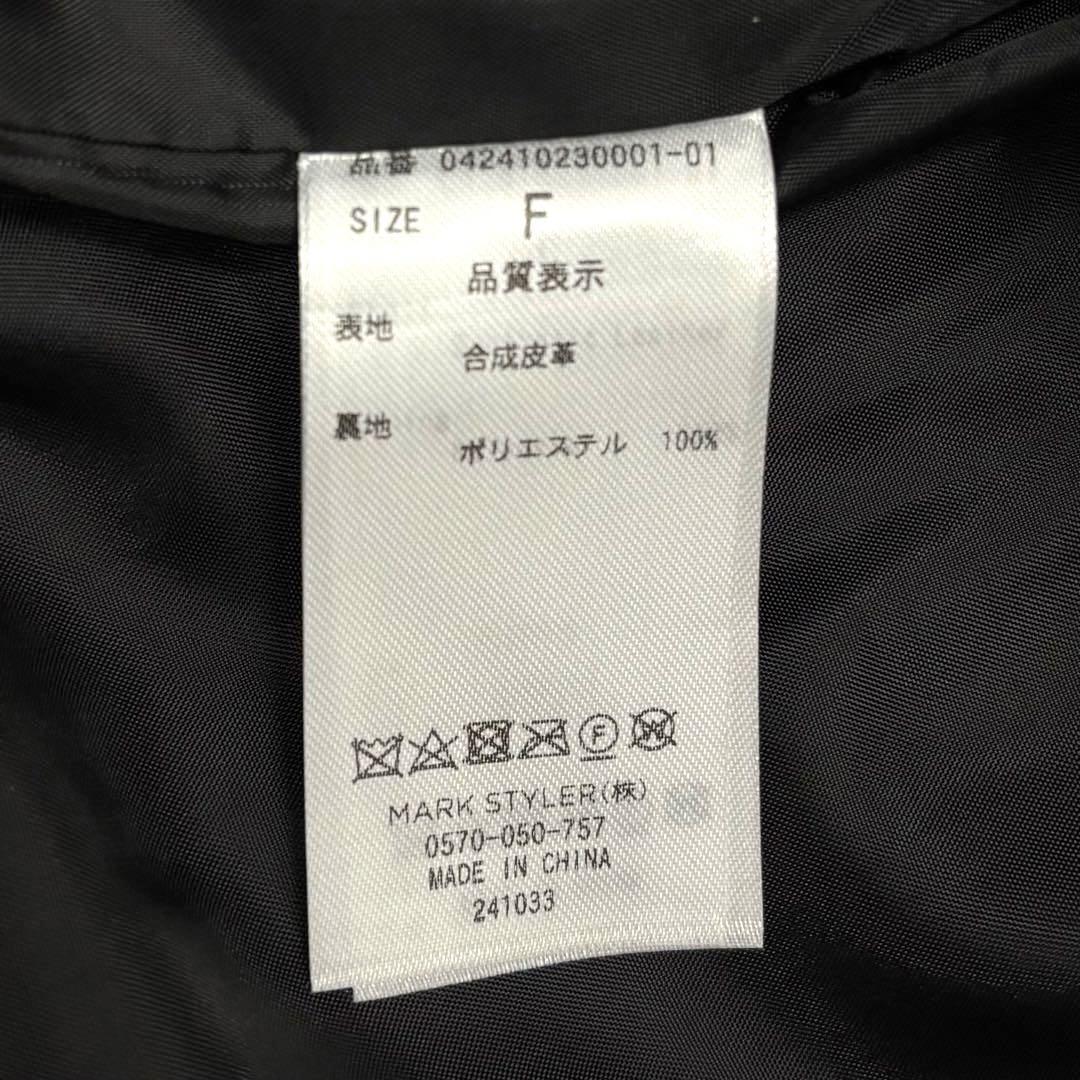 品番 042410230001-01
SIZE F
品質表示
表地
合成皮革
裏地
ポリエステル 100%
F
MARK STYLER(株)
0570-050-757
MADE IN CHINA
241033